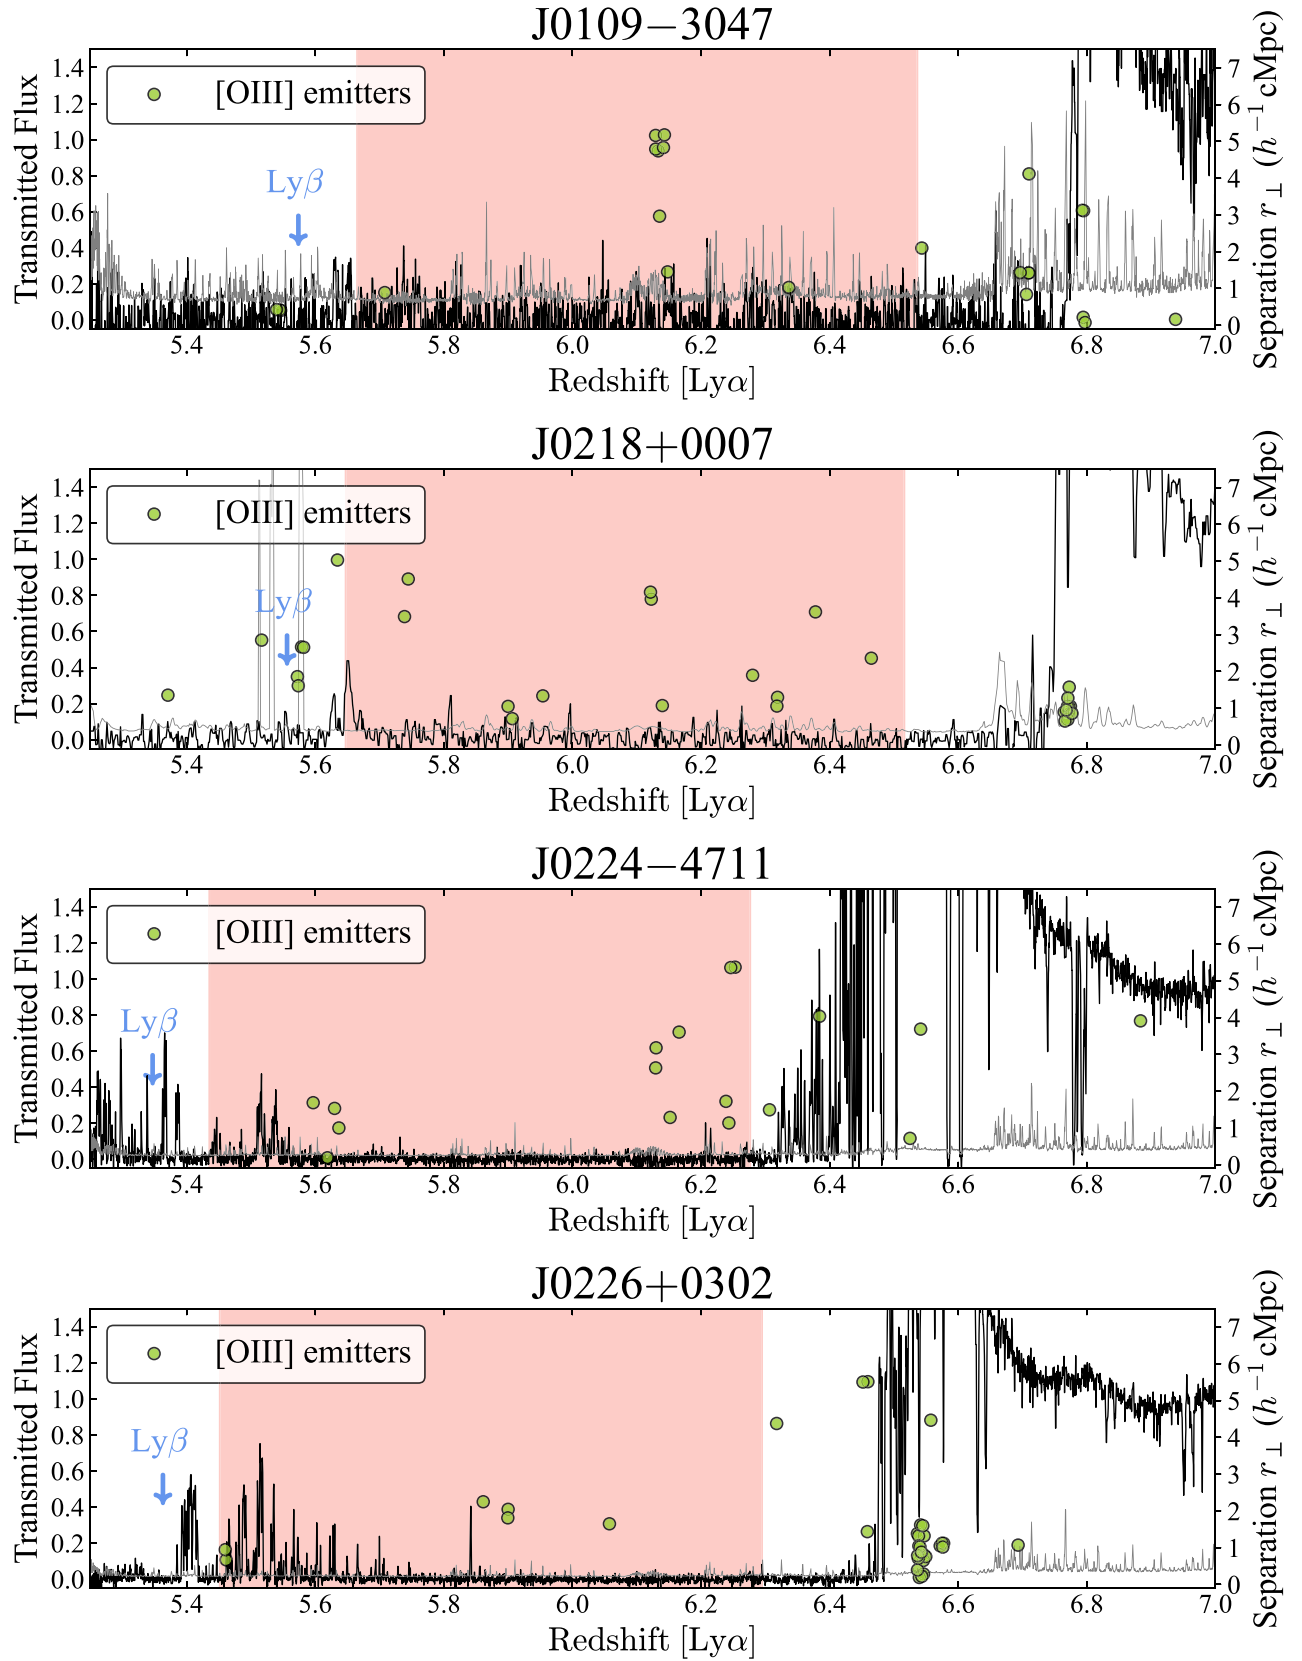 J0109−3047
Transmitted Flux
1.4
1.2
1.0
0.8
0.6
0.4
0.2
0.0
[OIII] emitters
Lyβ
7
6
5
4
3
2
1
0
Separation r⊥ (h⁻¹ cMpc)
5.4 5.6 5.8 6.0 6.2 6.4 6.6 6.8 7.0
Redshift [Lyα]
J0218+0007
Transmitted Flux
1.4
1.2
1.0
0.8
0.6
0.4
0.2
0.0
[OIII] emitters
Lyβ
7
6
5
4
3
2
1
0
Separation r⊥ (h⁻¹ cMpc)
5.4 5.6 5.8 6.0 6.2 6.4 6.6 6.8 7.0
Redshift [Lyα]
J0224−4711
Transmitted Flux
1.4
1.2
1.0
0.8
0.6
0.4
0.2
0.0
[OIII] emitters
Lyβ
7
6
5
4
3
2
1
0
Separation r⊥ (h⁻¹ cMpc)
5.4 5.6 5.8 6.0 6.2 6.4 6.6 6.8 7.0
Redshift [Lyα]
J0226+0302
Transmitted Flux
1.4
1.2
1.0
0.8
0.6
0.4
0.2
0.0
[OIII] emitters
Lyβ
7
6
5
4
3
2
1
0
Separation r⊥ (h⁻¹ cMpc)
5.4 5.6 5.8 6.0 6.2 6.4 6.6 6.8 7.0
Redshift [Lyα]